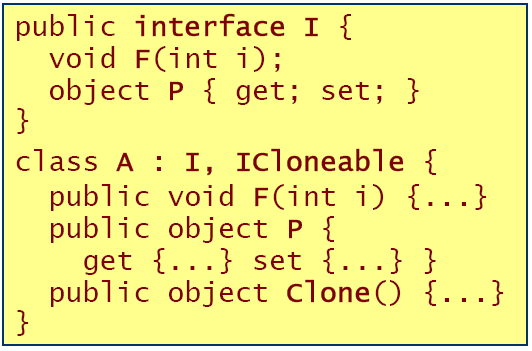 public interface I {
  void F(int i);
  object P { get; set; }
}
class A : I, ICloneable {
  public void F(int i) {...}
  public object P {
    get {...} set {...} }
  public object Clone() {...}
}